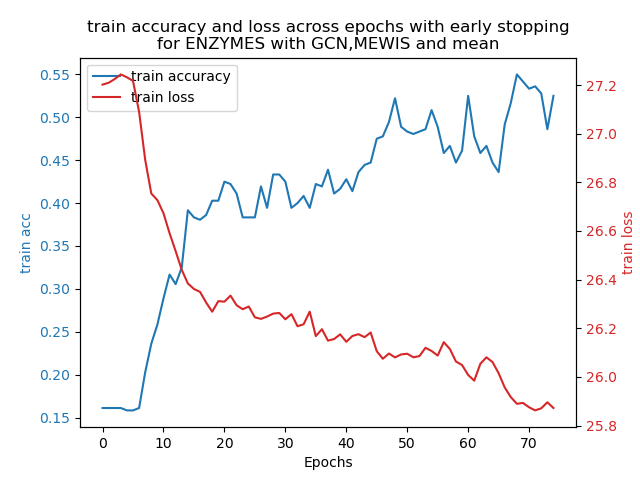 train accuracy and loss across epochs with early stopping
for ENZYMES with GCN,MEWIS and mean
train accuracy
train loss
0.55
0.50
0.45
0.40
0.35
0.30
0.25
0.20
0.15
train acc
27.2
27.0
26.8
26.6
26.4
26.2
26.0
25.8
train loss
0 10 20 30 40 50 60 70
Epochs